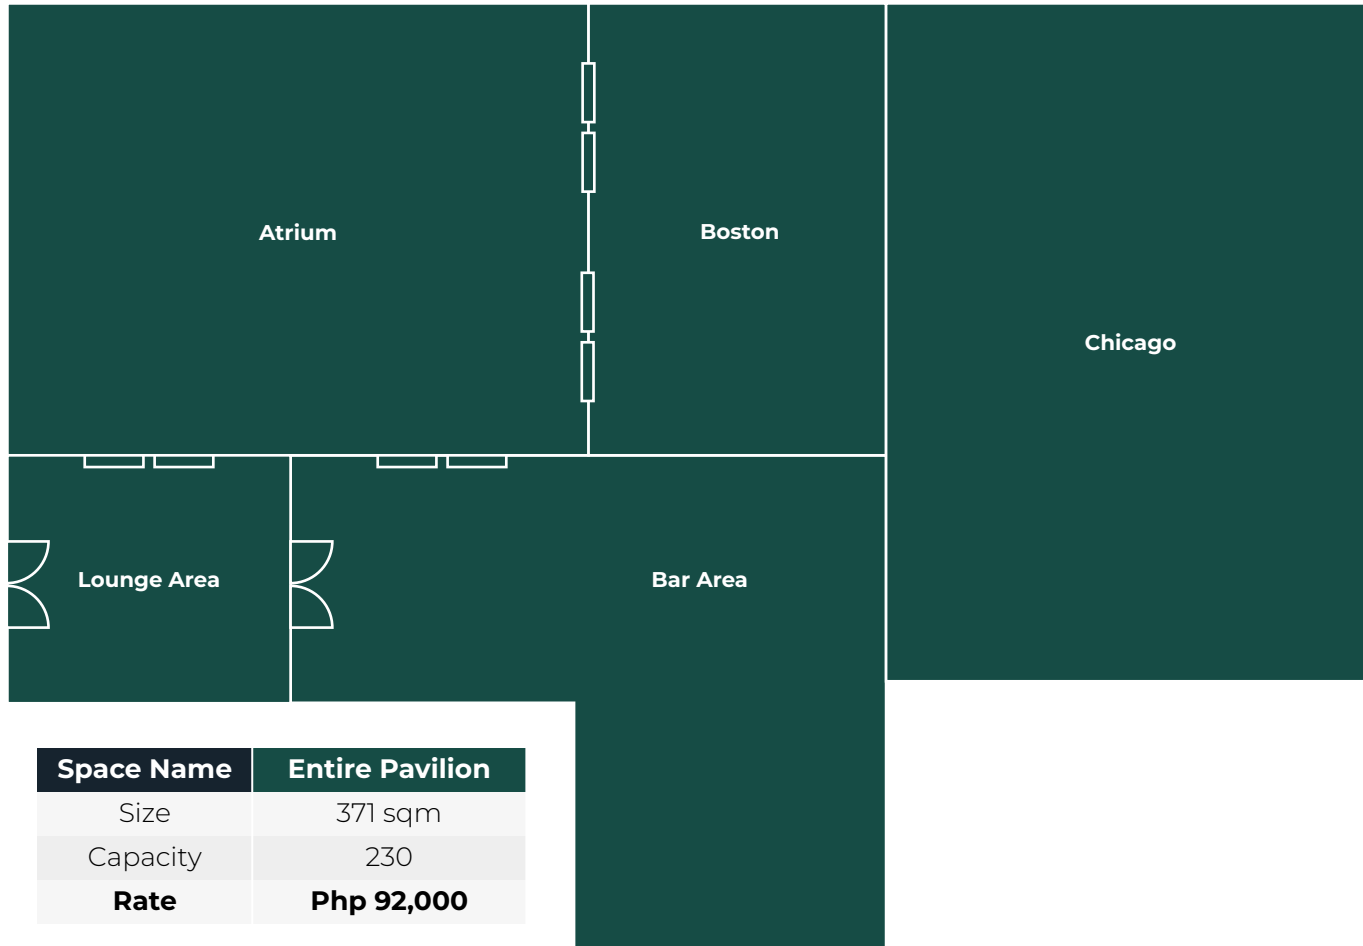 Atrium
Boston
Chicago
Lounge Area
Bar Area
Space Name Entire Pavilion
Size 371 sqm
Capacity 230
Rate Php 92,000